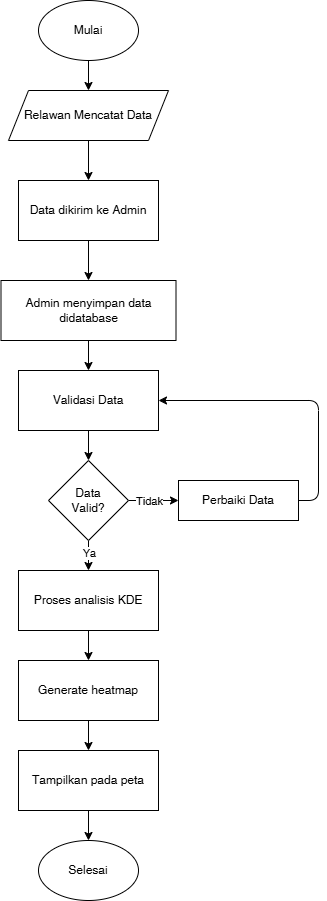 Mulai
Relawan Mencatat Data
Data dikirim ke Admin
Admin menyimpan data
didatabase
Validasi Data
Data
Valid?
Tidak
Perbaiki Data
Ya
Proses analisis KDE
Generate heatmap
Tampilkan pada peta
Selesai